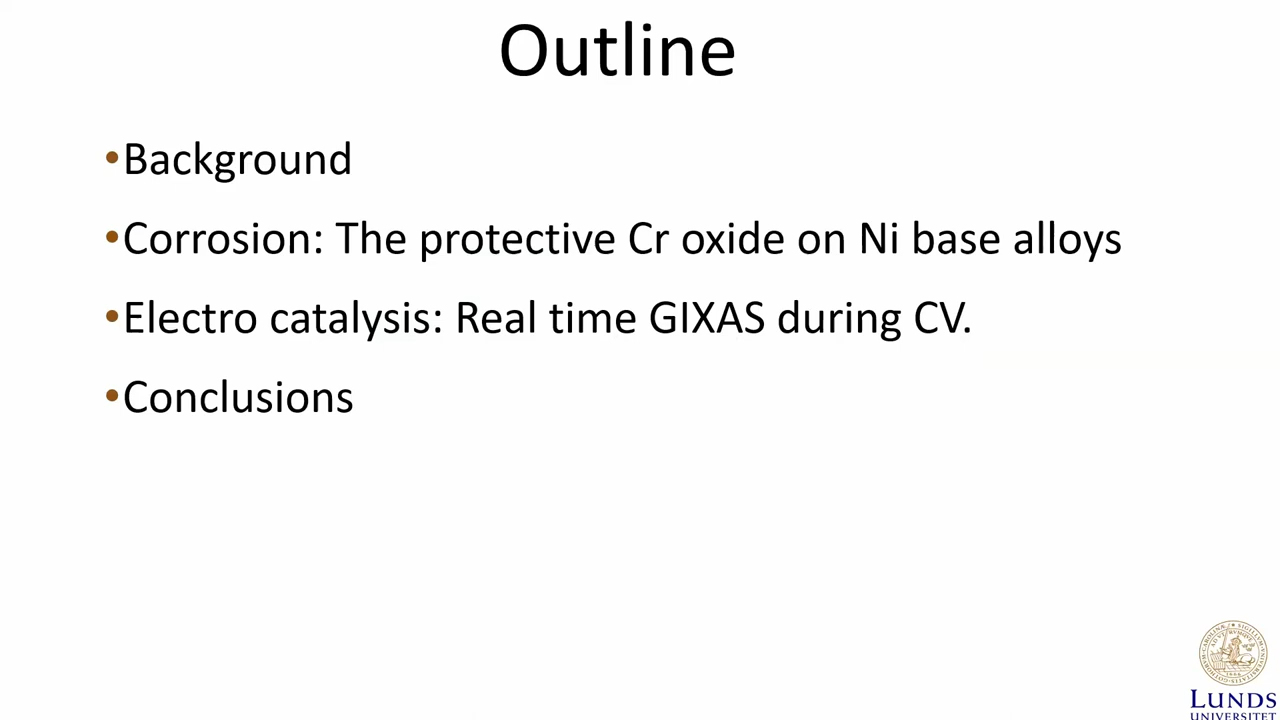 Outline
•Background
•Corrosion: The protective Cr oxide on Ni base alloys
•Electro catalysis: Real time GIXAS during CV.
•Conclusions
LUNDS
UNIVERSITET